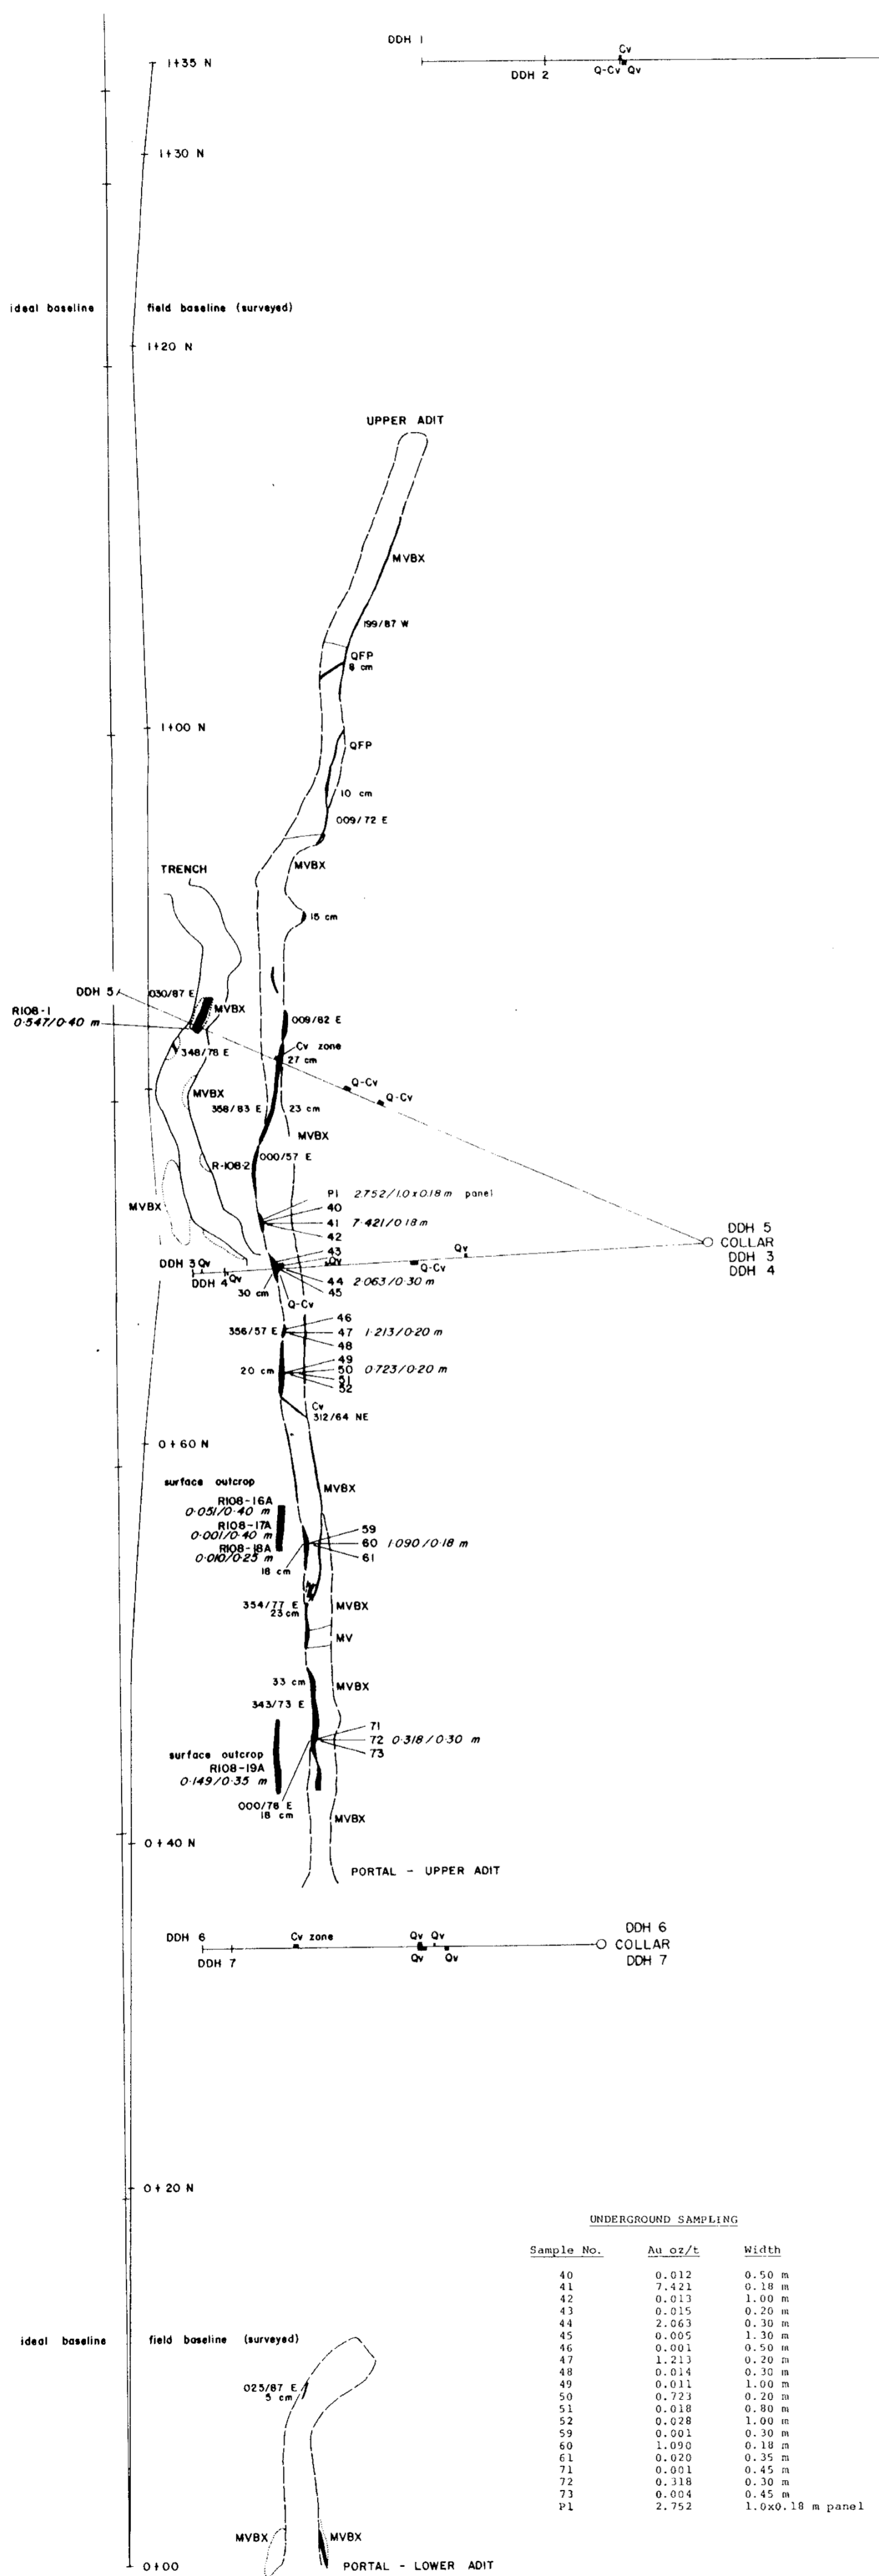 DDH 1
1+35 N
Cv
DDH 2
Q-Cv Qv
1+30 N
ideal baseline
field baseline (surveyed)
1+20 N
UPPER ADIT
MVBX
199/87 W
QFP
8 cm
1+00 N
QFP
10 cm
009/72 E
TRENCH
MVBX
15 cm
DDH 5
030/87 E
R108-1
0.547/0.40 m
MVBX
009/82 E
348/78 E
Cv zone
27 cm
Q-Cv
Q-Cv
MVBX
358/83 E
23 cm
MVBX
R-108-2
000/57 E
P1 2.752/1.0 x 0.18 m panel
MVBX
40
41 7.421/0.18 m
42
DDH 5
COLLAR
DDH 3
DDH 4
43
Qv
DDH 3 Qv
Qv
Q-Cv
DDH 4 Qv
44 2.063/0.30 m
30 cm
45
Q-Cv
46
356/57 E
47 1.213/0.20 m
48
49
20 cm
50 0.723/0.20 m
51
52
Cv
312/64 NE
0+60 N
surface outcrop
R108-16A
0.051/0.40 m
R108-17A
0.001/0.40 m
R108-18A
0.010/0.25 m
MVBX
59
60 1.090/0.18 m
61
18 cm
354/77 E
23 cm
MVBX
MV
33 cm
MVBX
343/73 E
71
72 0.318/0.30 m
73
surface outcrop
R108-19A
0.149/0.35 m
000/78 E
18 cm
MVBX
0+40 N
PORTAL - UPPER ADIT
DDH 6
Cv zone
Qv Qv
DDH 6
COLLAR
DDH 7
DDH 7
Qv Qv
0+20 N
UNDERGROUND SAMPLING
Sample No. Au oz/t Width
40 0.012 0.50 m
41 7.421 0.18 m
42 0.013 1.00 m
43 0.015 0.20 m
44 2.063 0.30 m
45 0.005 1.30 m
46 0.001 0.50 m
47 1.213 0.20 m
48 0.014 0.30 m
49 0.011 1.00 m
50 0.723 0.20 m
51 0.018 0.80 m
52 0.028 1.00 m
59 0.001 0.30 m
60 1.090 0.18 m
61 0.020 0.35 m
71 0.001 0.45 m
72 0.318 0.30 m
73 0.004 0.45 m
P1 2.752 1.0x0.18 m panel
ideal baseline
field baseline (surveyed)
025/87 E
5 cm
MVBX
MVBX
0+00
PORTAL - LOWER ADIT